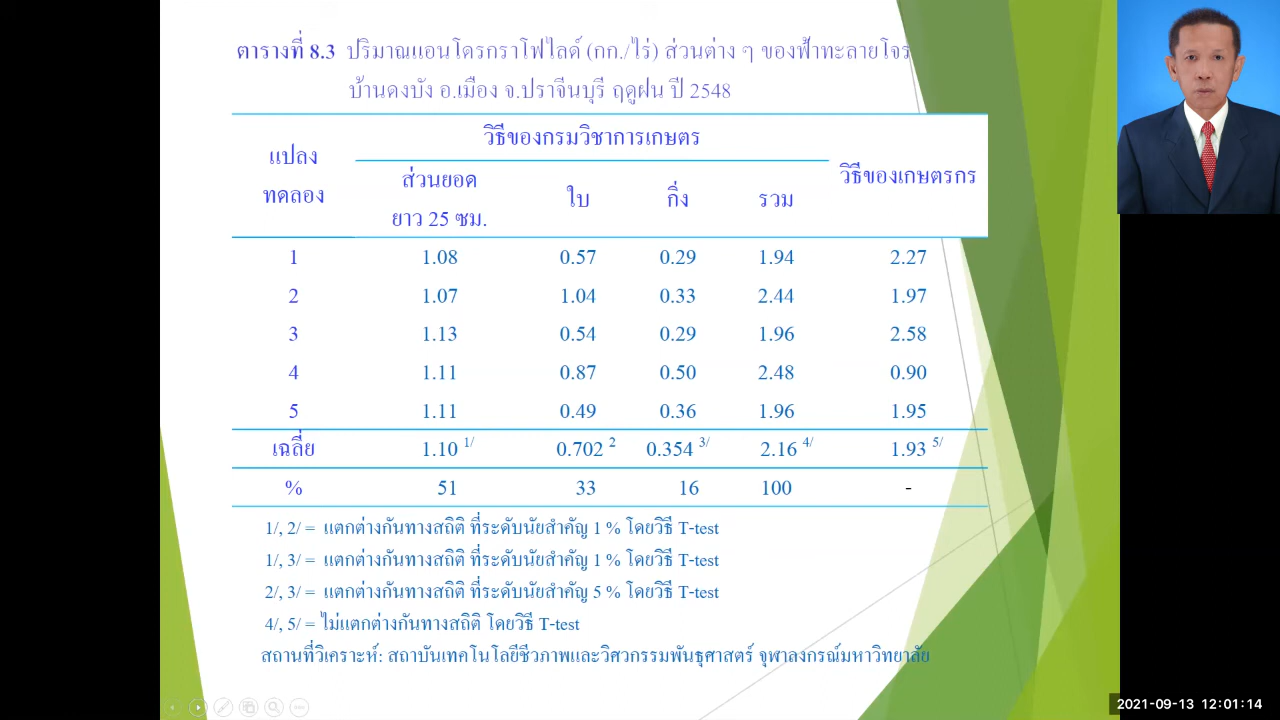 ตารางที่ 8.3 ปริมาณแอนโดรกราโฟไลด์ (กก./ไร่) ส่วนต่าง ๆ ของฟ้าทะลายโจร
บ้านดงบัง อ.เมือง จ.ปราจีนบุรี ฤดูฝน ปี 2548
แปลง
ทดลอง
วิธีของกรมวิชาการเกษตร
วิธีของเกษตรกร
ส่วนยอด
ยาว 25 ซม.
ใบ
กิ่ง
รวม
1 1.08 0.57 0.29 1.94 2.27
2 1.07 1.04 0.33 2.44 1.97
3 1.13 0.54 0.29 1.96 2.58
4 1.11 0.87 0.50 2.48 0.90
5 1.11 0.49 0.36 1.96 1.95
เฉลี่ย 1.10 1/ 0.702 2 0.354 3/ 2.16 4/ 1.93 5/
% 51 33 16 100 -
1/, 2/ = แตกต่างกันทางสถิติ ที่ระดับนัยสำคัญ 1 % โดยวิธี T-test
1/, 3/ = แตกต่างกันทางสถิติ ที่ระดับนัยสำคัญ 1 % โดยวิธี T-test
2/, 3/ = แตกต่างกันทางสถิติ ที่ระดับนัยสำคัญ 5 % โดยวิธี T-test
4/, 5/ = ไม่แตกต่างกันทางสถิติ โดยวิธี T-test
สถานที่วิเคราะห์: สถาบันเทคโนโลยีชีวภาพและวิศวกรรมพันธุศาสตร์ จุฬาลงกรณ์มหาวิทยาลัย
2021-09-13 12:01:14